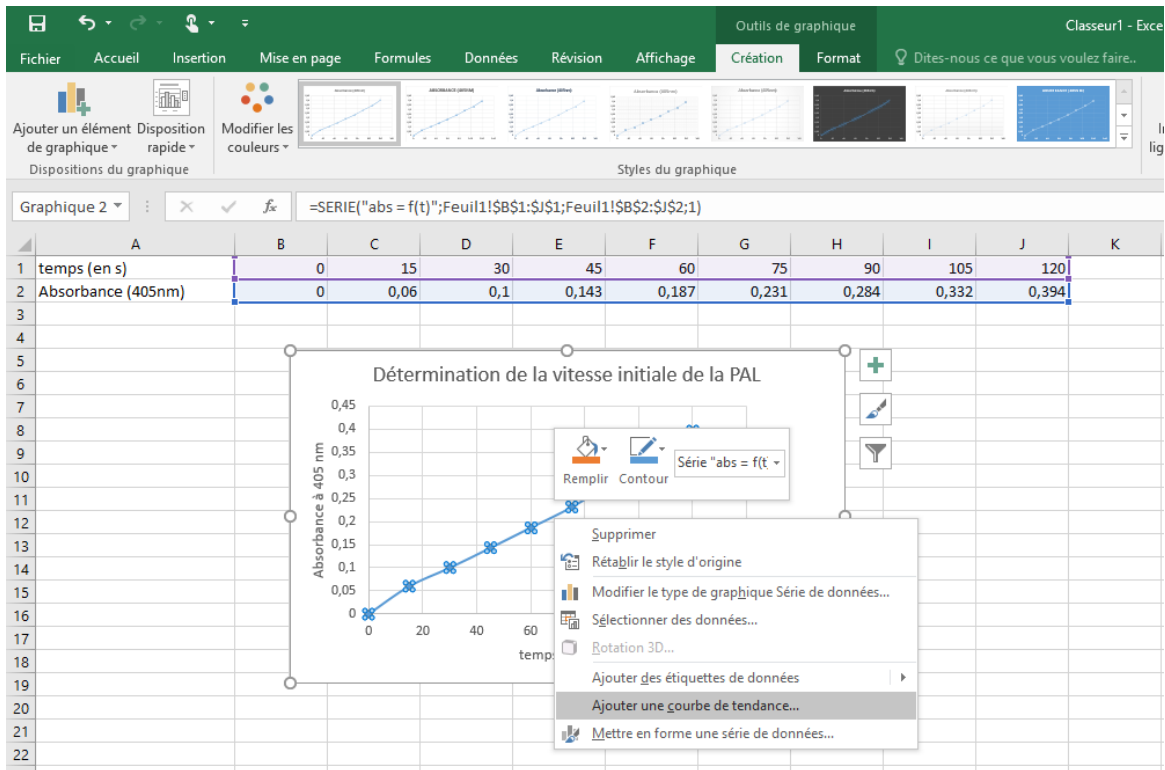 Outils de graphique
Classeur1 - Exce
Fichier Accueil Insertion Mise en page Formules Données Révision Affichage Création Format Dites-nous ce que vous voulez faire..
Ajouter un élément de graphique
Disposition rapide
Modifier les couleurs
Dispositions du graphique
Styles du graphique
Graphique 2 fx =SERIE("abs = f(t)";Feuil1!$B$1:$J$1;Feuil1!$B$2:$J$2;1)
A B C D E F G H I J K
1 temps (en s) 0 15 30 45 60 75 90 105 120
2 Absorbance (405nm) 0 0,06 0,1 0,143 0,187 0,231 0,284 0,332 0,394
3
4
5
6
7
8
9
10
11
12
13
14
15
16
17
18
19
20
21
22
Détermination de la vitesse initiale de la PAL
Absorbance à 405 nm
0,45
0,4
0,35
0,3
0,25
0,2
0,15
0,1
0,05
0
0 20 40 60
temps
Remplir Contour Série "abs = f(t
Supprimer
Rétablir le style d'origine
Modifier le type de graphique Série de données...
Sélectionner des données...
Rotation 3D...
Ajouter des étiquettes de données
Ajouter une courbe de tendance...
Mettre en forme une série de données...